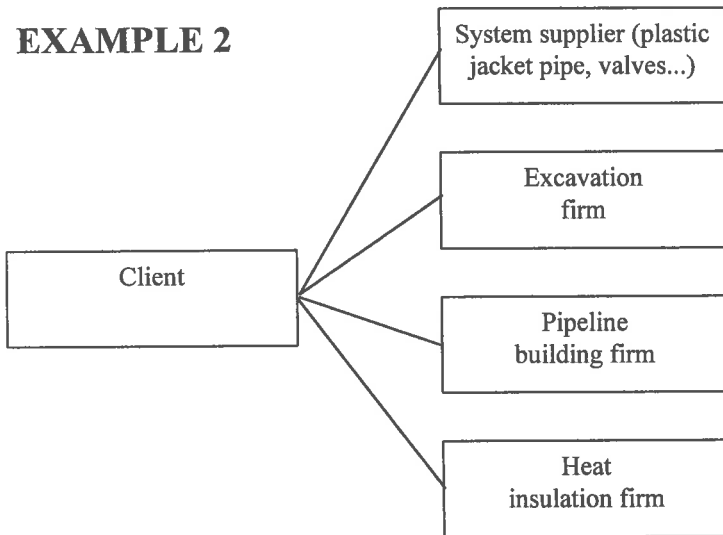 EXAMPLE 2
System supplier (plastic
jacket pipe, valves...)
Excavation
firm
Client
Pipeline
building firm
Heat
insulation firm